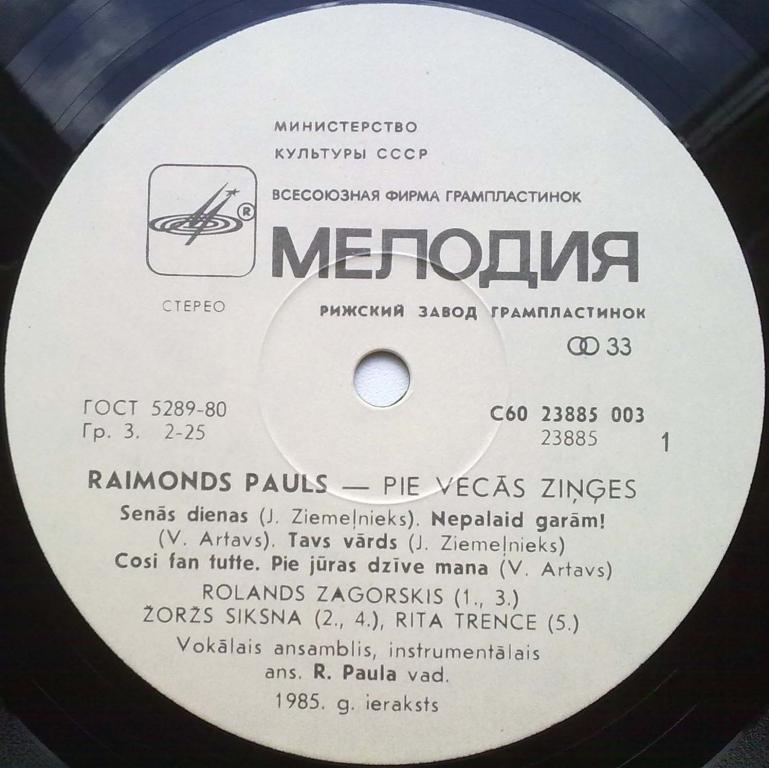 МИНИСТЕРСТВО
КУЛЬТУРЫ СССР
ВСЕСОЮЗНАЯ ФИРМА ГРАМПЛАСТИНОК
®
МЕЛОДИЯ
СТЕРЕО
РИЖСКИЙ ЗАВОД ГРАМПЛАСТИНОК
33
ГОСТ 5289-80
Гр. 3. 2-25
С60 23885 003
23885
1
RAIMONDS PAULS — PIE VECĀS ZIŅĢES
Senās dienas (J. Ziemeļnieks). Nepalaid garām!
(V. Artavs). Tavs vārds (J. Ziemeļnieks)
Cosi fan tutte. Pie jūras dzīve mana (V. Artavs)
ROLANDS ZAGORSKIS (1., 3.)
ŽORŽS SIKSNA (2., 4.), RITA TRENCE (5.)
Vokālais ansamblis, instrumentālais
ans. R. Paula vad.
1985. g. ieraksts